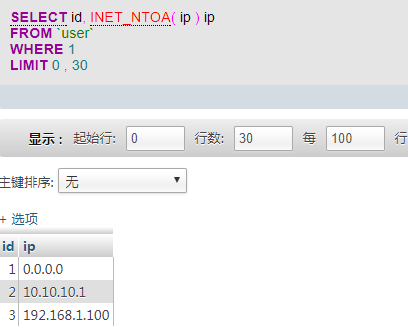 SELECT id, INET_NTOA( ip ) ip
FROM `user`
WHERE 1
LIMIT 0 , 30
显示 : 起始行: 0 行数: 30 每 100 行
主键排序: 无
+ 选项
id ip
1 0.0.0.0
2 10.10.10.1
3 192.168.1.100